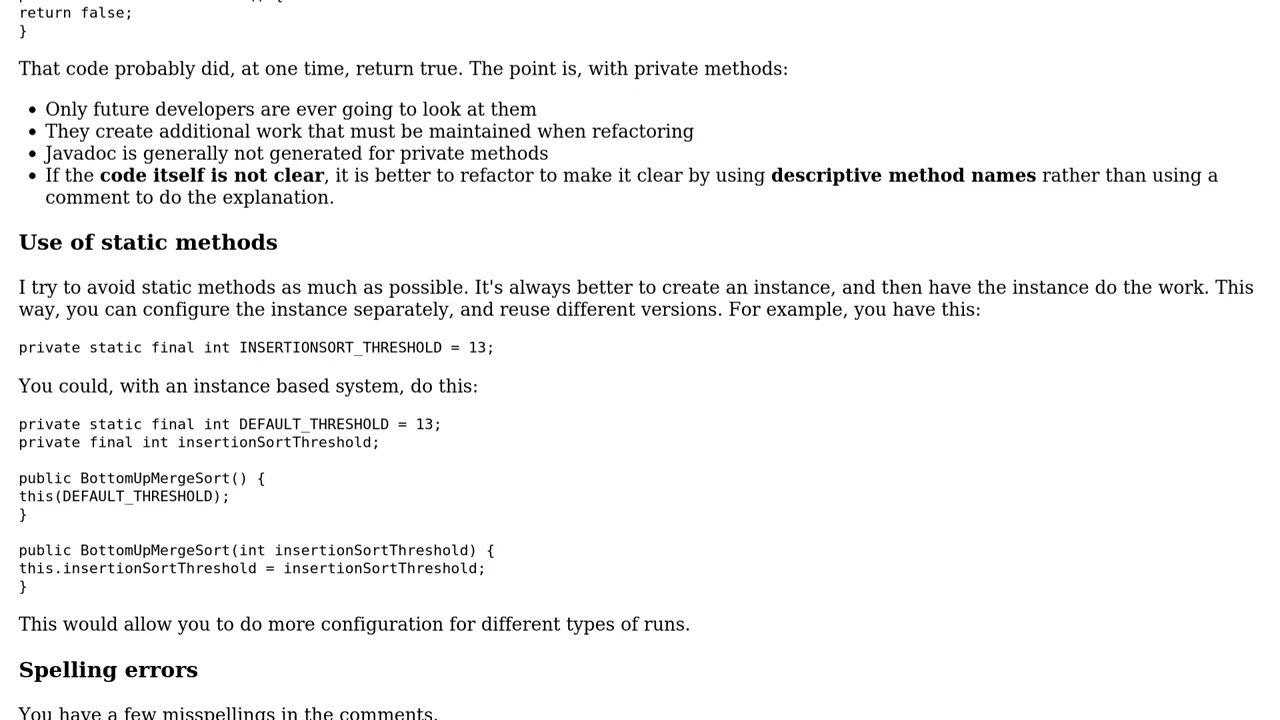 return false;
}
That code probably did, at one time, return true. The point is, with private methods:
• Only future developers are ever going to look at them
• They create additional work that must be maintained when refactoring
• Javadoc is generally not generated for private methods
• If the code itself is not clear, it is better to refactor to make it clear by using descriptive method names rather than using a
comment to do the explanation.
Use of static methods
I try to avoid static methods as much as possible. It's always better to create an instance, and then have the instance do the work. This
way, you can configure the instance separately, and reuse different versions. For example, you have this:
private static final int INSERTIONSORT_THRESHOLD = 13;
You could, with an instance based system, do this:
private static final int DEFAULT_THRESHOLD = 13;
private final int insertionSortThreshold;
public BottomUpMergeSort() {
this(DEFAULT_THRESHOLD);
}
public BottomUpMergeSort(int insertionSortThreshold) {
this.insertionSortThreshold = insertionSortThreshold;
}
This would allow you to do more configuration for different types of runs.
Spelling errors
You have a few misspellings in the comments.